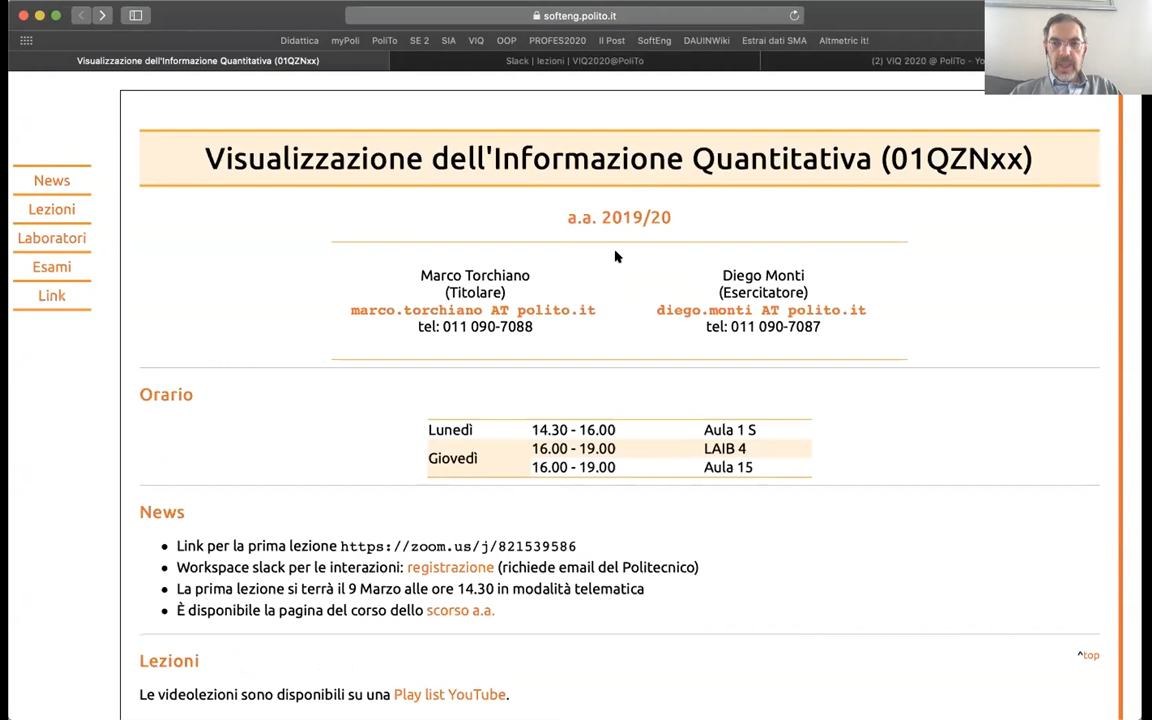 softeng.polito.it
Didattica myPoli PoliTo SE 2 SIA VIQ OOP PROFES2020 Il Post SoftEng DAUINWiki Estrai dati SMA Altmetric it!
Visualizzazione dell'Informazione Quantitativa (01QZNxx) Slack | lezioni | VIQ2020@PoliTo (2) VIQ 2020 @ PoliTo - Yo
Visualizzazione dell'Informazione Quantitativa (01QZNxx)
News
Lezioni
Laboratori
Esami
Link
a.a. 2019/20
Marco Torchiano
(Titolare)
marco.torchiano AT polito.it
tel: 011 090-7088
Diego Monti
(Esercitatore)
diego.monti AT polito.it
tel: 011 090-7087
Orario
Lunedì 14.30 - 16.00 Aula 1 S
Giovedì 16.00 - 19.00 LAIB 4
16.00 - 19.00 Aula 15
News
• Link per la prima lezione https://zoom.us/j/821539586
• Workspace slack per le interazioni: registrazione (richiede email del Politecnico)
• La prima lezione si terrà il 9 Marzo alle ore 14.30 in modalità telematica
• È disponibile la pagina del corso dello scorso a.a.
^top
Lezioni
Le videolezioni sono disponibili su una Play list YouTube.